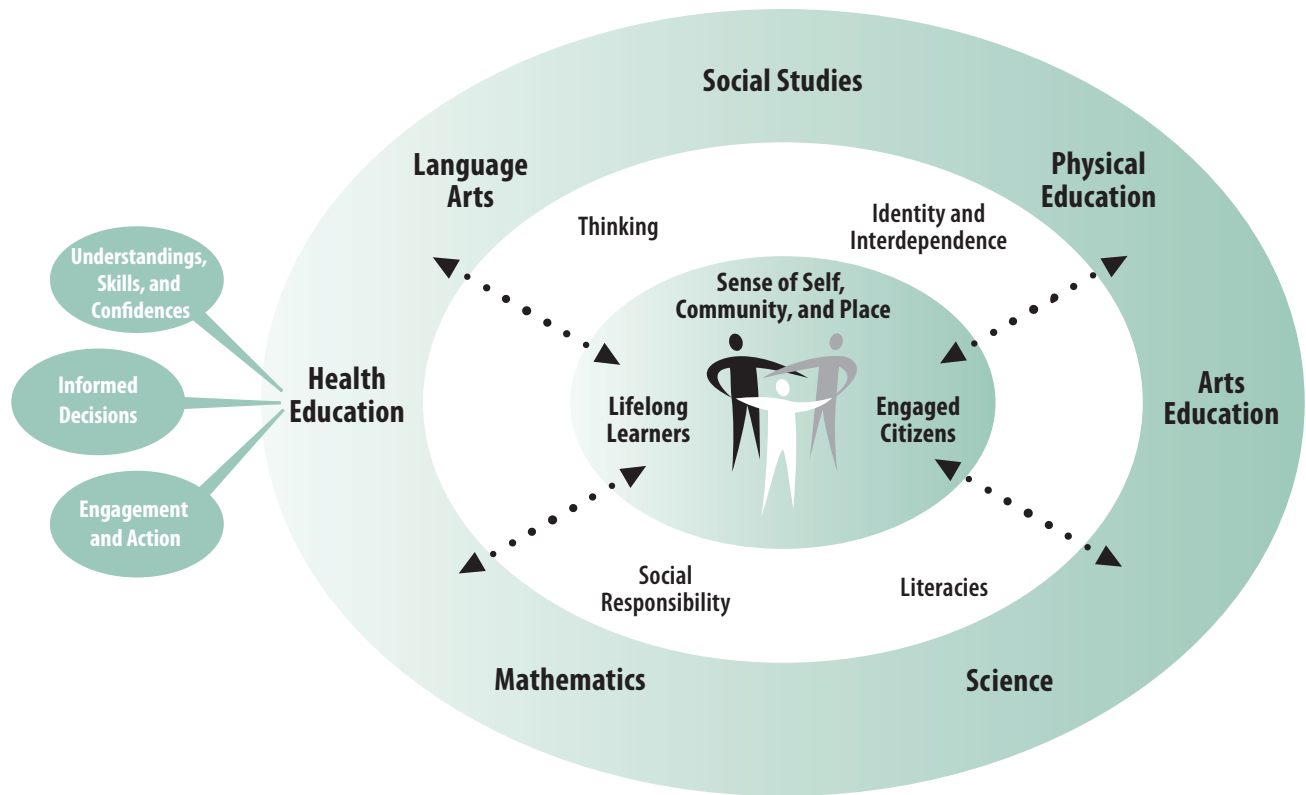 Social Studies
Language
Arts
Physical
Education
Thinking
Identity and
Interdependence
Understandings,
Skills, and
Confidences
Sense of Self,
Community, and Place
Informed
Decisions
Health
Education
Lifelong
Learners
Engaged
Citizens
Arts
Education
Engagement
and Action
Social
Responsibility
Literacies
Mathematics
Science